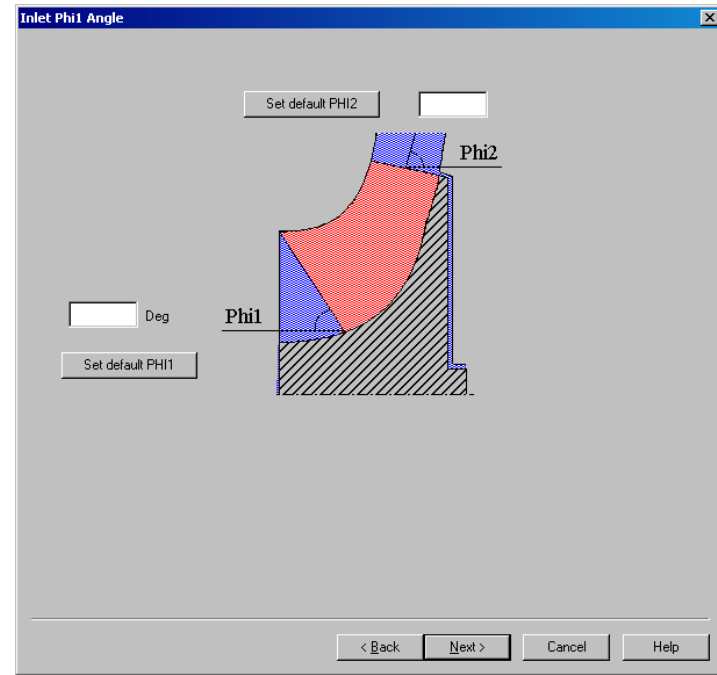 Inlet Phi1 Angle
Set default PHI2
Phi2
Deg
Phi1
Set default PHI1
< Back
Next >
Cancel
Help